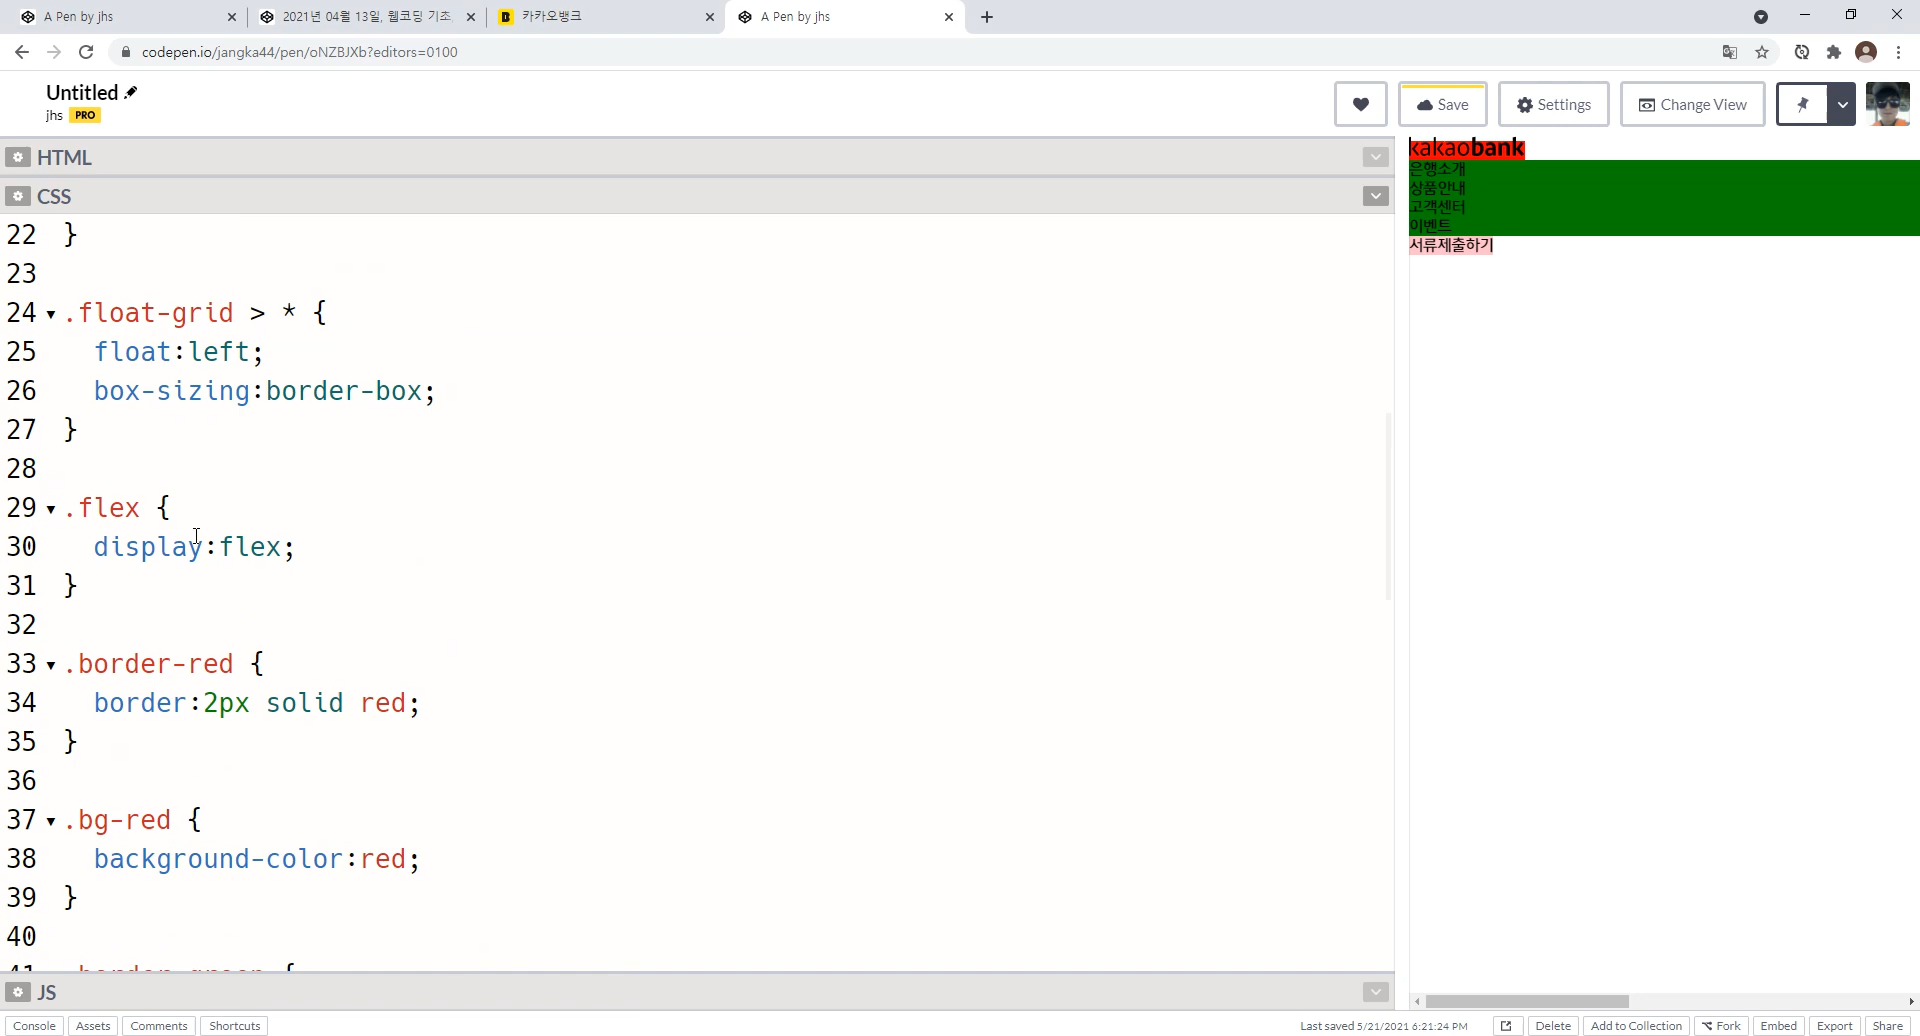 A Pen by jhs
2021년 04월 13일, 웹코딩 기초
카카오뱅크
A Pen by jhs
codepen.io/jangka44/pen/oNZBJXb?editors=0100
Untitled
jhs PRO
Save
Settings
Change View
HTML
CSS
22 }
23
24 .float-grid > * {
25 float:left;
26 box-sizing:border-box;
27 }
28
29 .flex {
30 display:flex;
31 }
32
33 .border-red {
34 border:2px solid red;
35 }
36
37 .bg-red {
38 background-color:red;
39 }
40
41 .border-green {
kakaobank
은행소개
상품안내
고객센터
이벤트
서류제출하기
JS
Console Assets Comments Shortcuts
Last saved 5/21/2021 6:21:24 PM
Delete Add to Collection Fork Embed Export Share